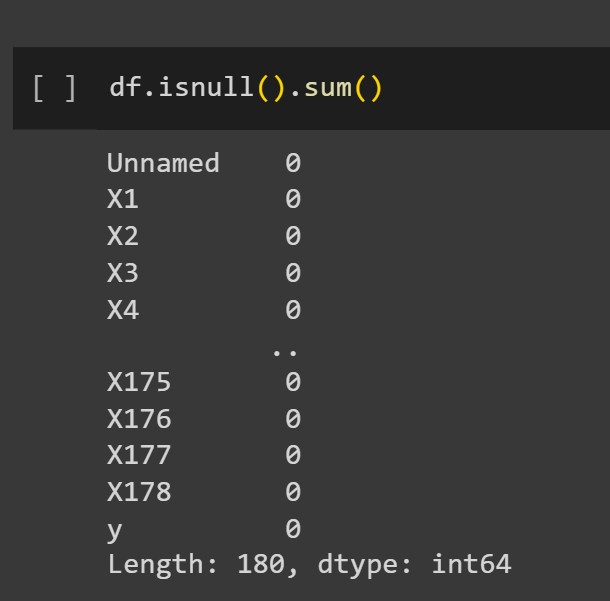 [ ] df.isnull().sum()
Unnamed 0
X1 0
X2 0
X3 0
X4 0
..
X175 0
X176 0
X177 0
X178 0
y 0
Length: 180, dtype: int64